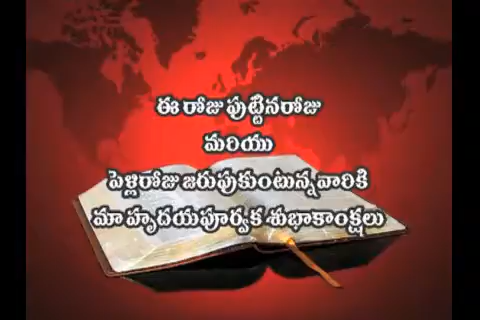 ఈ రోజు పుట్టినరోజు
మరియు
పెళ్లిరోజు జరుపుకుంటున్నవారికి
మా హృదయపూర్వక శుభాకాంక్షలు